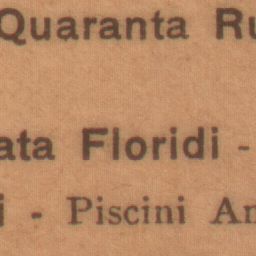 Quaranta Ru
ata Floridi -
i - Piscini An